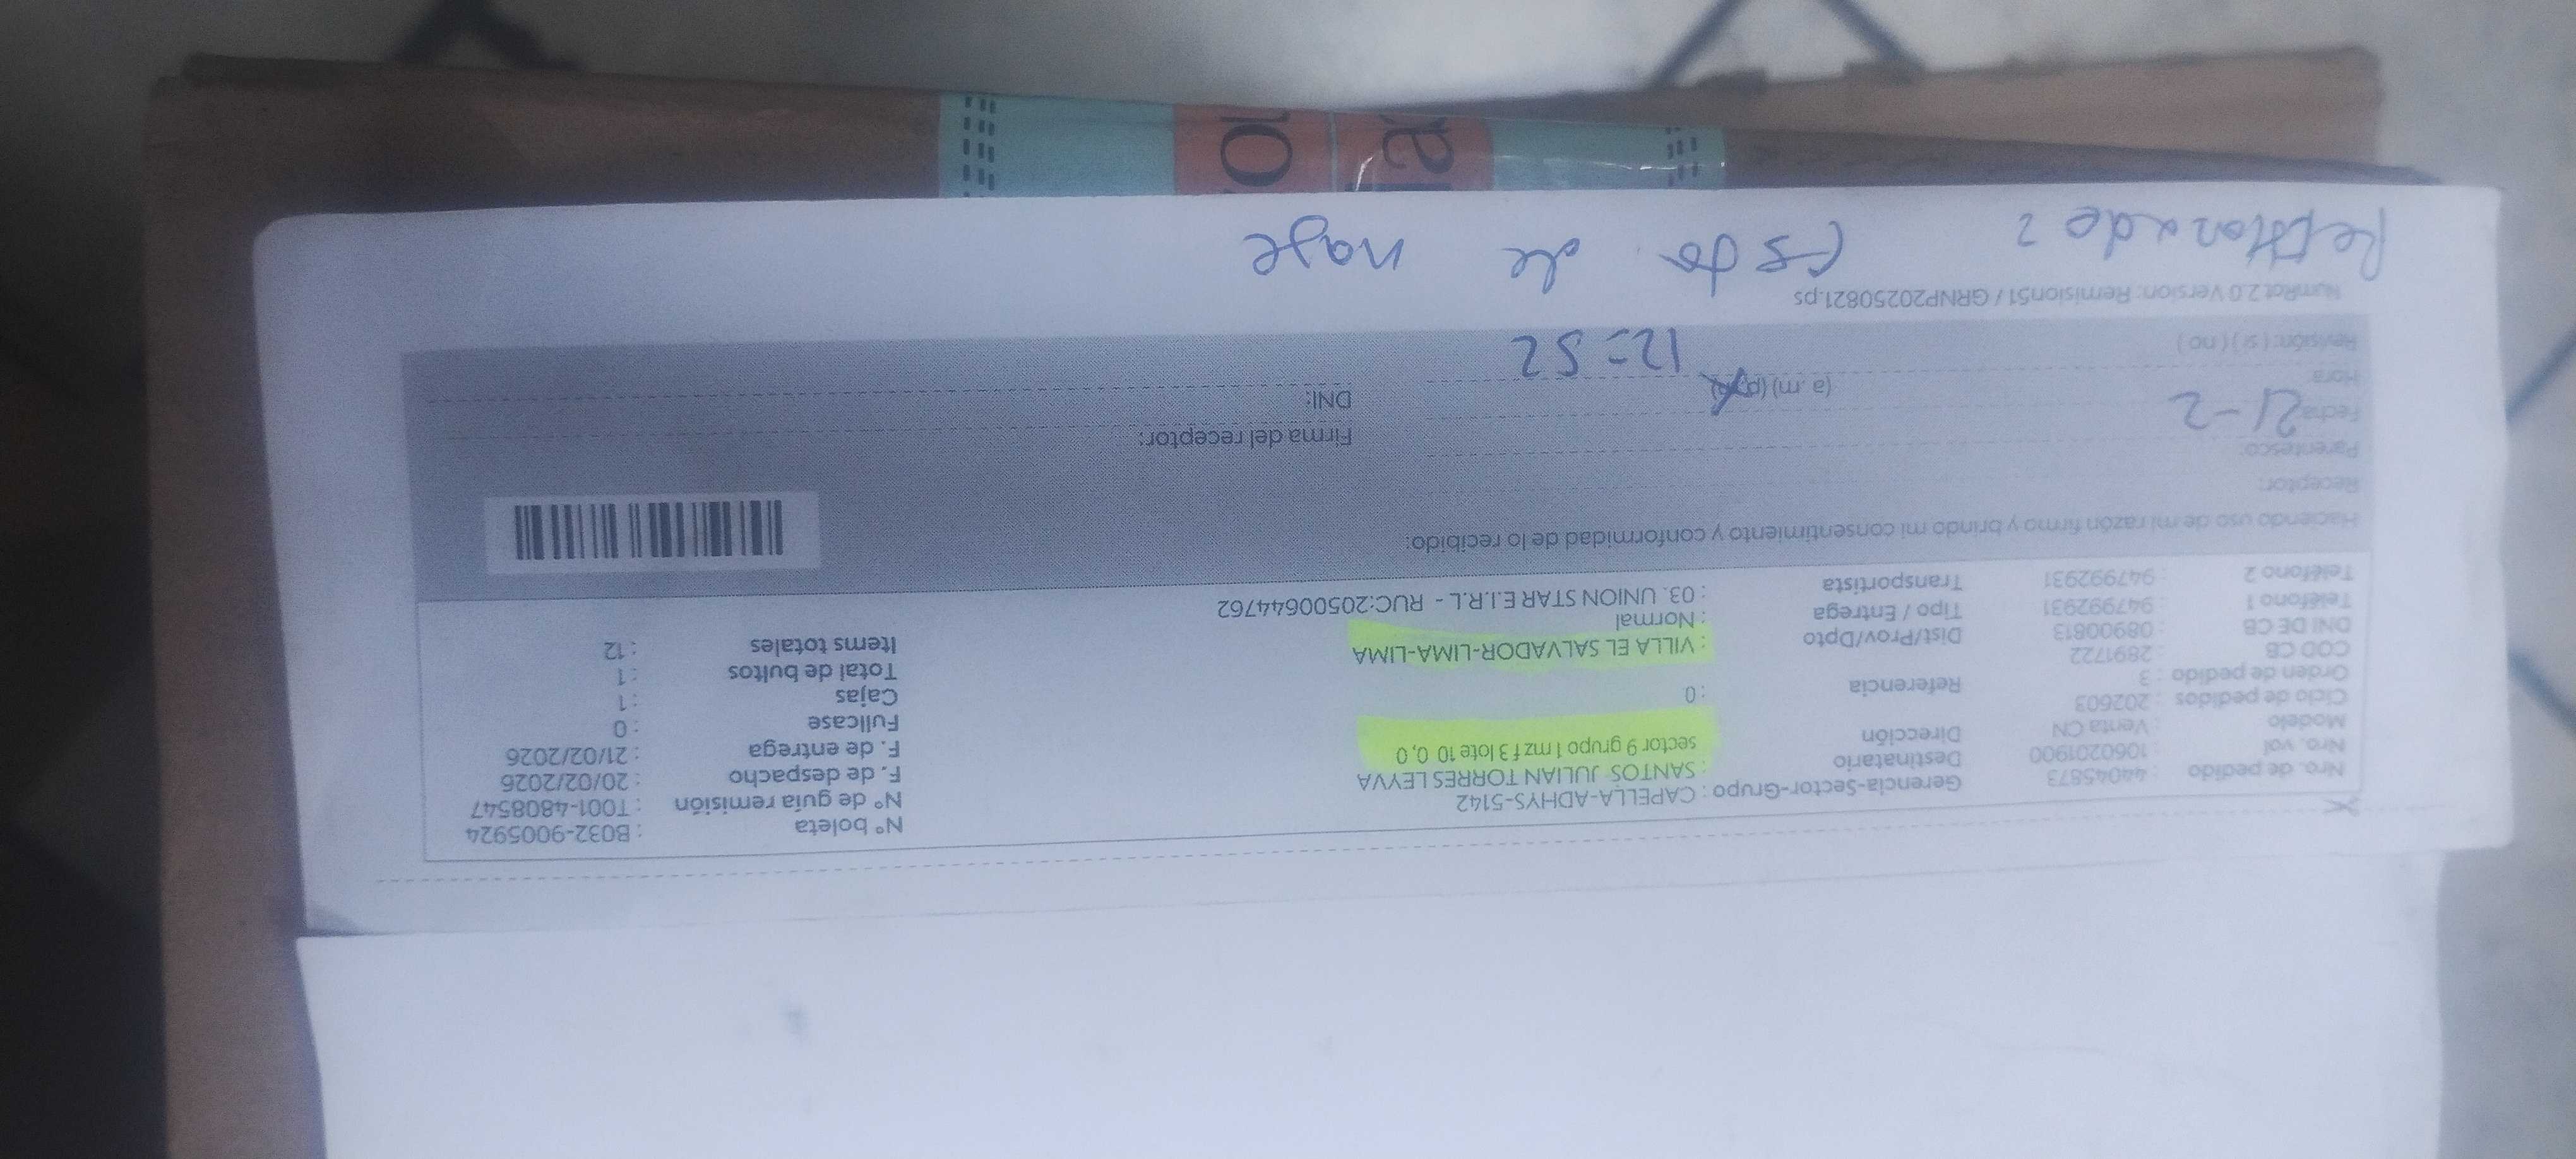 Nro. de pedido : 44045873
Nro. vol : 1060201900
Modelo : Venta CN
Ciclo de pedidos : 202603
Orden de pedido : 3
COD CB : 2891722
DNI DE CB : 08900813
Teléfono 1 : 947992931
Teléfono 2 : 947992931
Gerencia-Sector-Grupo : CAPELLA-ADHYS-5142
Destinatario : SANTOS JULIAN TORRES LEYVA
Dirección : sector 9 grupo 1 mz f 3 lote 10 0, 0
Referencia : 0
Dist/Prov/Dpto : VILLA EL SALVADOR-LIMA-LIMA
Tipo / Entrega : Normal
Transportista : 03. UNION STAR E.I.R.L - RUC:20500644762
N° boleta : B032-9005924
N° de guía remisión : T001-4808547
F. de despacho : 20/02/2026
F. de entrega : 21/02/2026
Fullcase : 0
Cajas : 1
Total de bultos : 1
Items totales : 12
Haciendo uso de mi razón firmo y brindo mi consentimiento y conformidad de lo recibido:
Receptor:
Parentesco:
Fecha 21-2
Hora (a. m) (p. m) 12=52
Revisión: ( si ) ( no )
Firma del receptor:
DNI:
NumRot 2.0 Version: Remision51 / GRNP20250821.ps
de